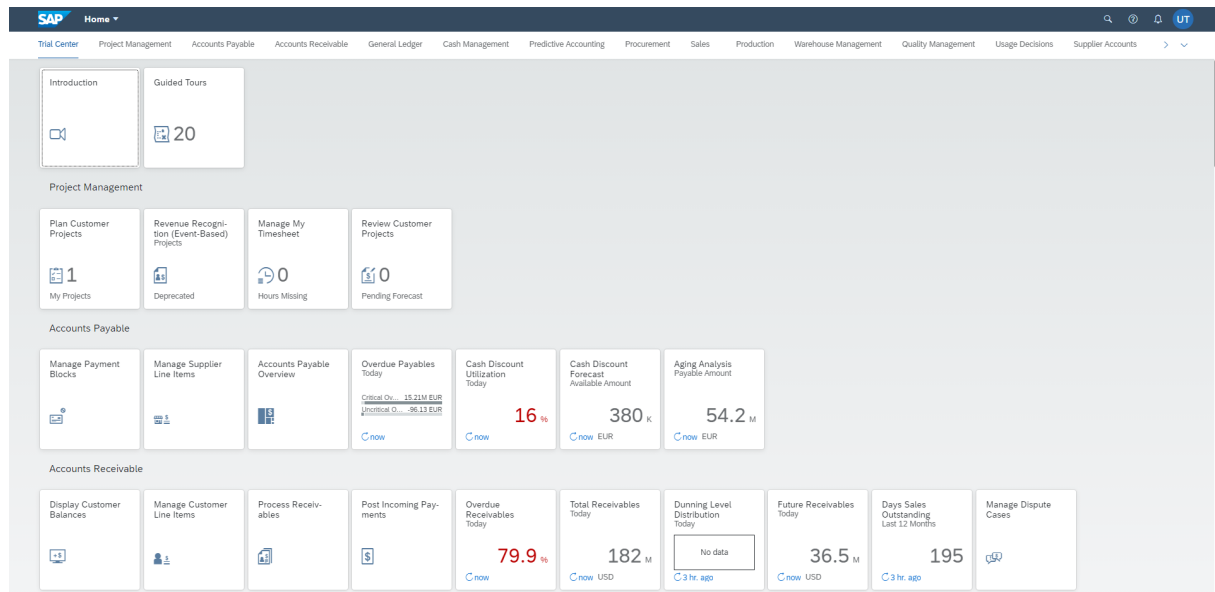 SAP Home
UT
Trial Center Project Management Accounts Payable Accounts Receivable General Ledger Cash Management Predictive Accounting Procurement Sales Production Warehouse Management Quality Management Usage Decisions Supplier Accounts
Introduction
Guided Tours
20
Project Management
Plan Customer
Projects
1
My Projects
Revenue Recogni-
tion (Event-Based)
Projects
Deprecated
Manage My
Timesheet
0
Hours Missing
Review Customer
Projects
0
Pending Forecast
Accounts Payable
Manage Payment
Blocks
Manage Supplier
Line Items
Accounts Payable
Overview
Overdue Payables
Today
Critical Ov... 15.21M EUR
Uncritical O... -96.13 EUR
now
Cash Discount
Utilization
Today
16 %
now
Cash Discount
Forecast
Available Amount
380 K
now EUR
Aging Analysis
Payable Amount
54.2 M
now EUR
Accounts Receivable
Display Customer
Balances
Manage Customer
Line Items
Process Receiv-
ables
Post Incoming Pay-
ments
Overdue
Receivables
Today
79.9 %
now
Total Receivables
Today
182 M
now USD
Dunning Level
Distribution
Today
No data
3 hr. ago
Future Receivables
Today
36.5 M
now USD
Days Sales
Outstanding
Last 12 Months
195
3 hr. ago
Manage Dispute
Cases